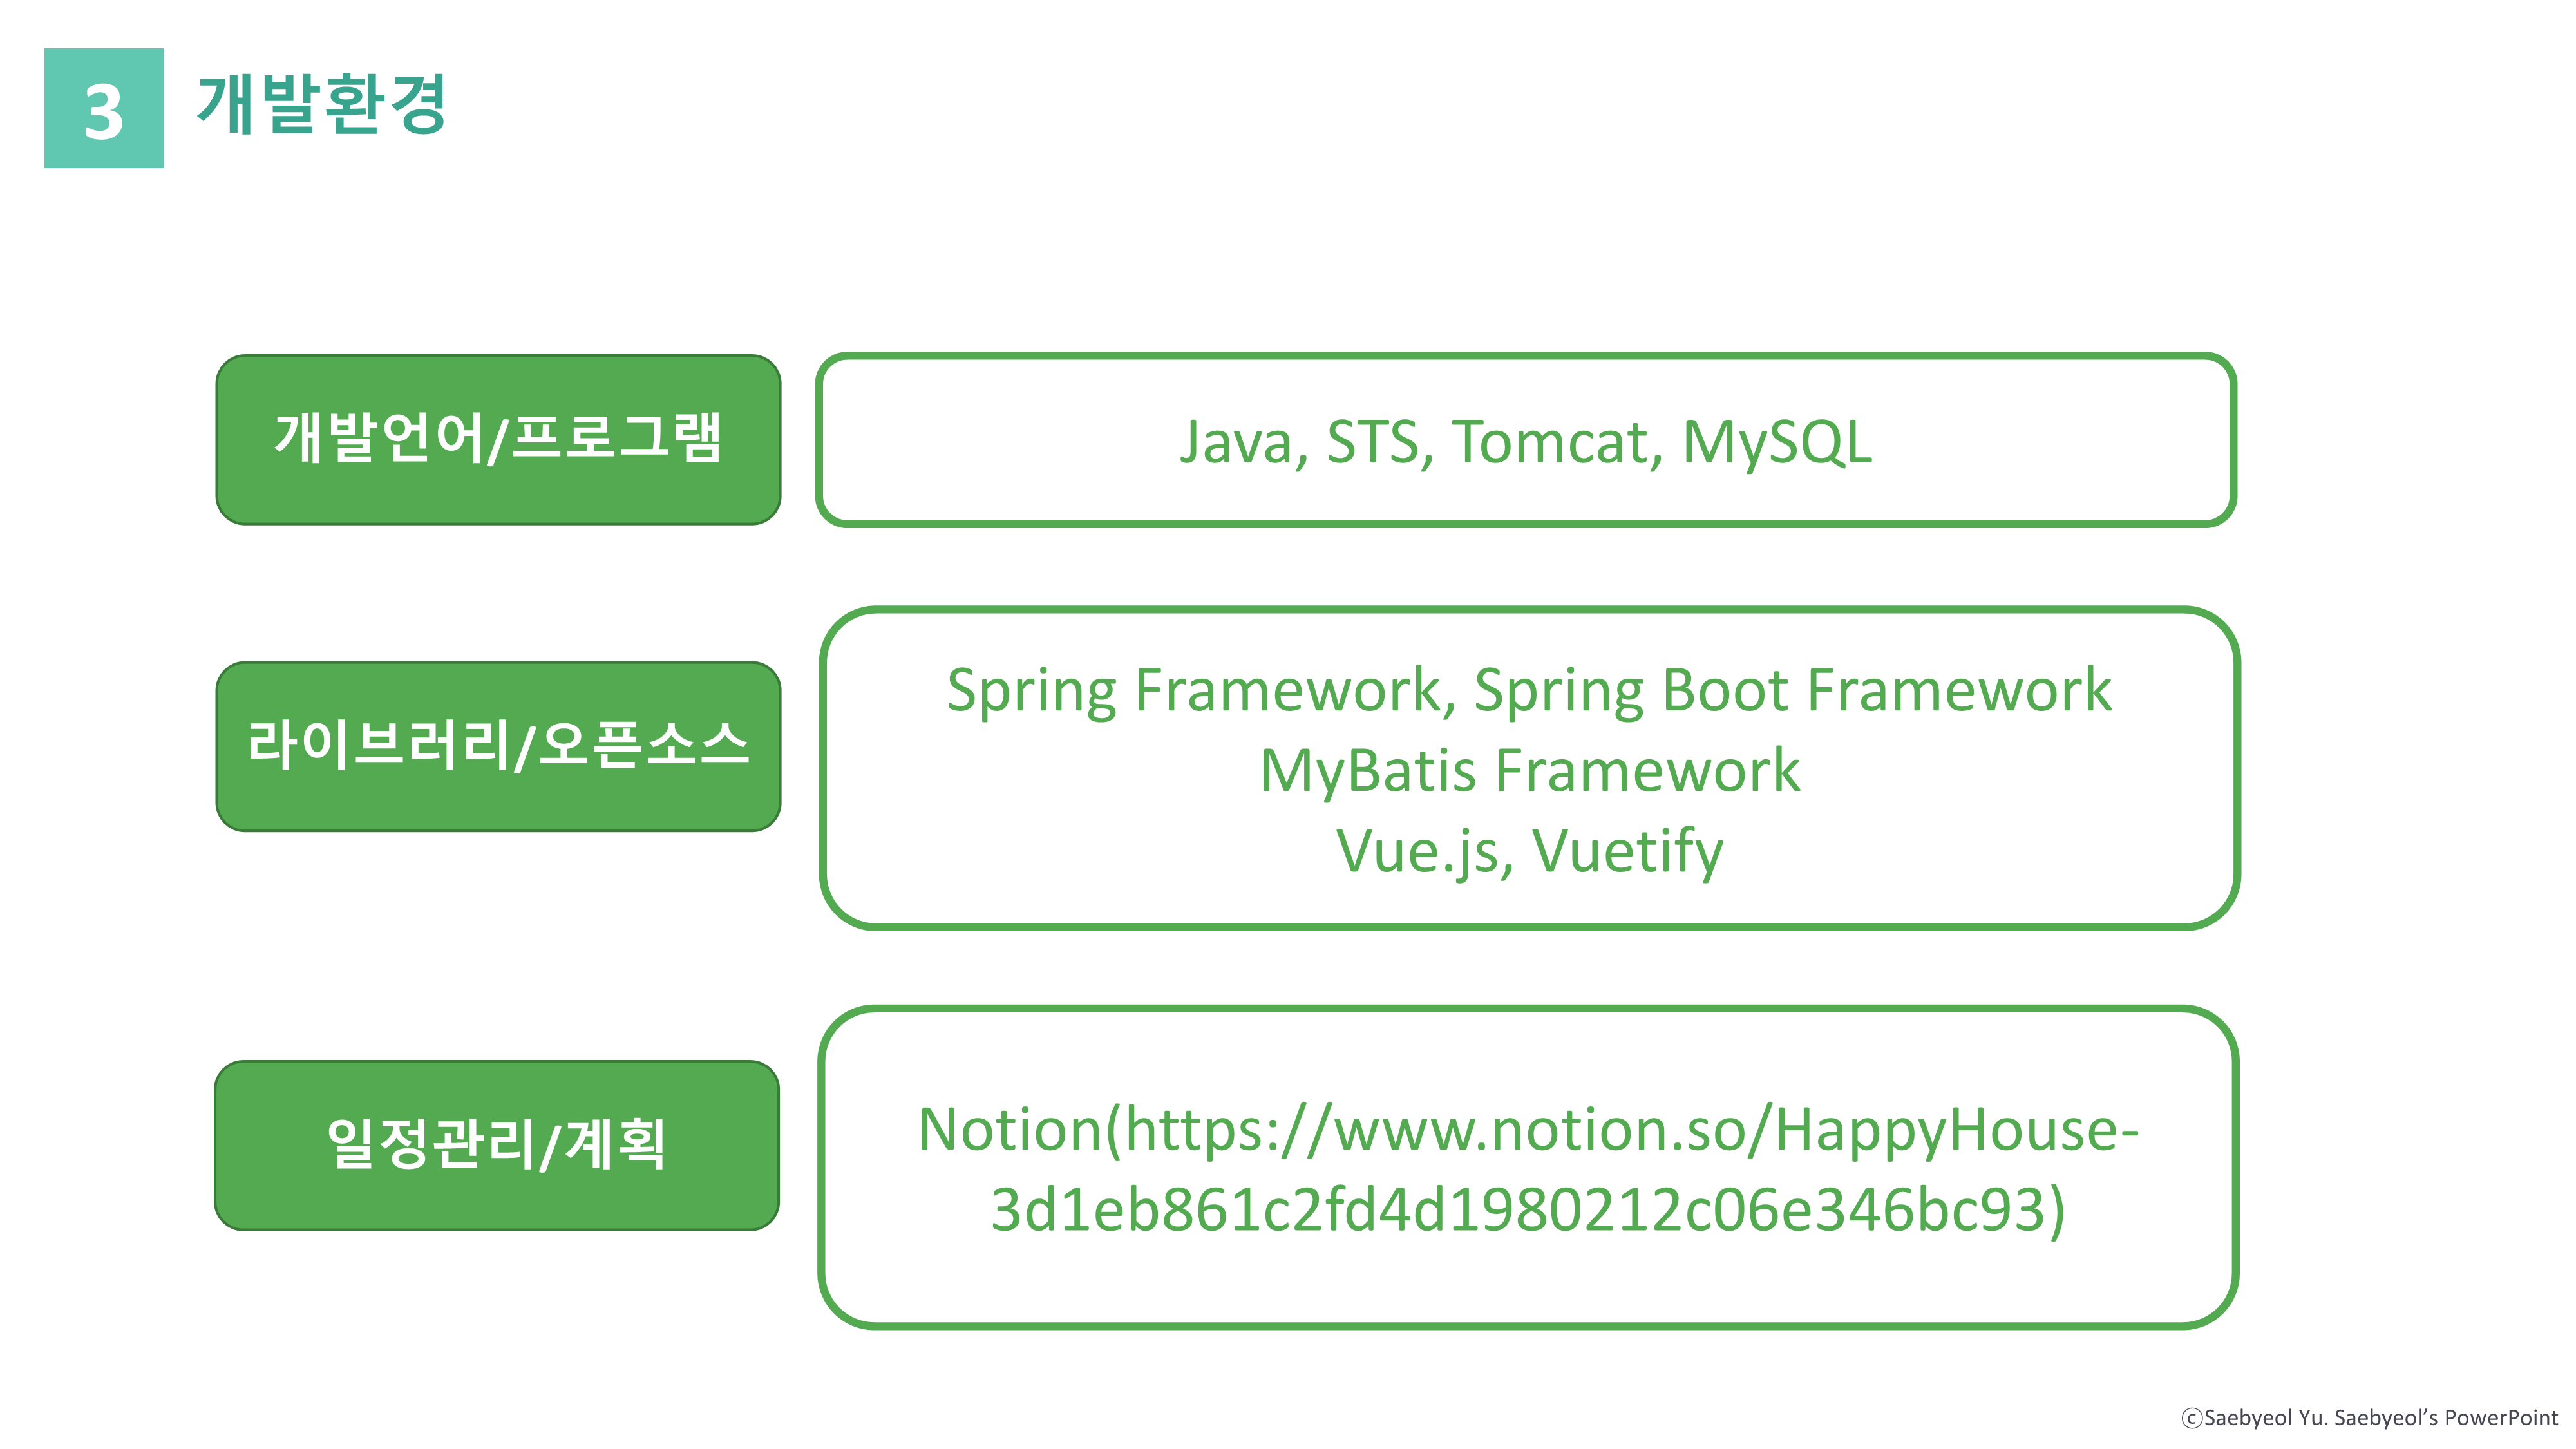 3 개발환경
개발언어/프로그램
Java, STS, Tomcat, MySQL
라이브러리/오픈소스
Spring Framework, Spring Boot Framework
MyBatis Framework
Vue.js, Vuetify
일정관리/계획
Notion(https://www.notion.so/HappyHouse-
3d1eb861c2fd4d1980212c06e346bc93)
ⓒSaebyeol Yu. Saebyeol’s PowerPoint